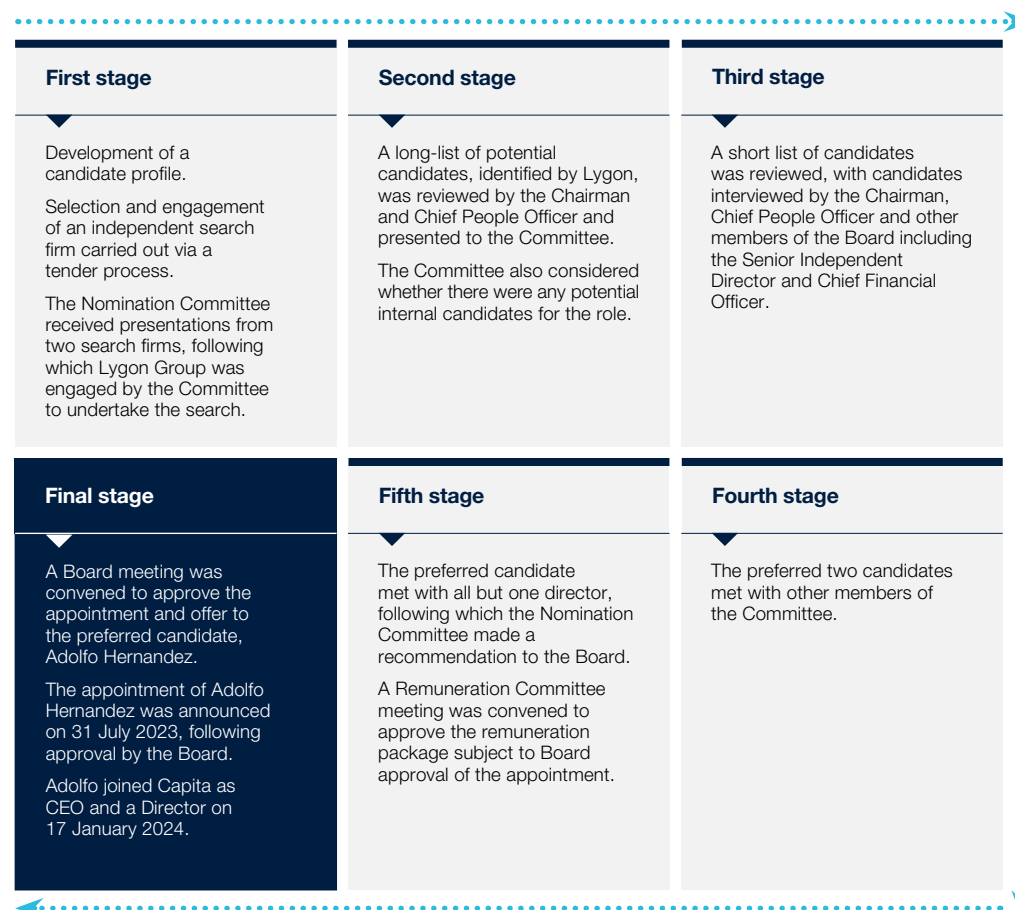 First stage
Development of a
candidate profile.
Selection and engagement
of an independent search
firm carried out via a
tender process.
The Nomination Committee
received presentations from
two search firms, following
which Lygon Group was
engaged by the Committee
to undertake the search.
Second stage
A long-list of potential
candidates, identified by Lygon,
was reviewed by the Chairman
and Chief People Officer and
presented to the Committee.
The Committee also considered
whether there were any potential
internal candidates for the role.
Third stage
A short list of candidates
was reviewed, with candidates
interviewed by the Chairman,
Chief People Officer and other
members of the Board including
the Senior Independent
Director and Chief Financial
Officer.
Fourth stage
The preferred two candidates
met with other members of
the Committee.
Fifth stage
The preferred candidate
met with all but one director,
following which the Nomination
Committee made a
recommendation to the Board.
A Remuneration Committee
meeting was convened to
approve the remuneration
package subject to Board
approval of the appointment.
Final stage
A Board meeting was
convened to approve the
appointment and offer to
the preferred candidate,
Adolfo Hernandez.
The appointment of Adolfo
Hernandez was announced
on 31 July 2023, following
approval by the Board.
Adolfo joined Capita as
CEO and a Director on
17 January 2024.